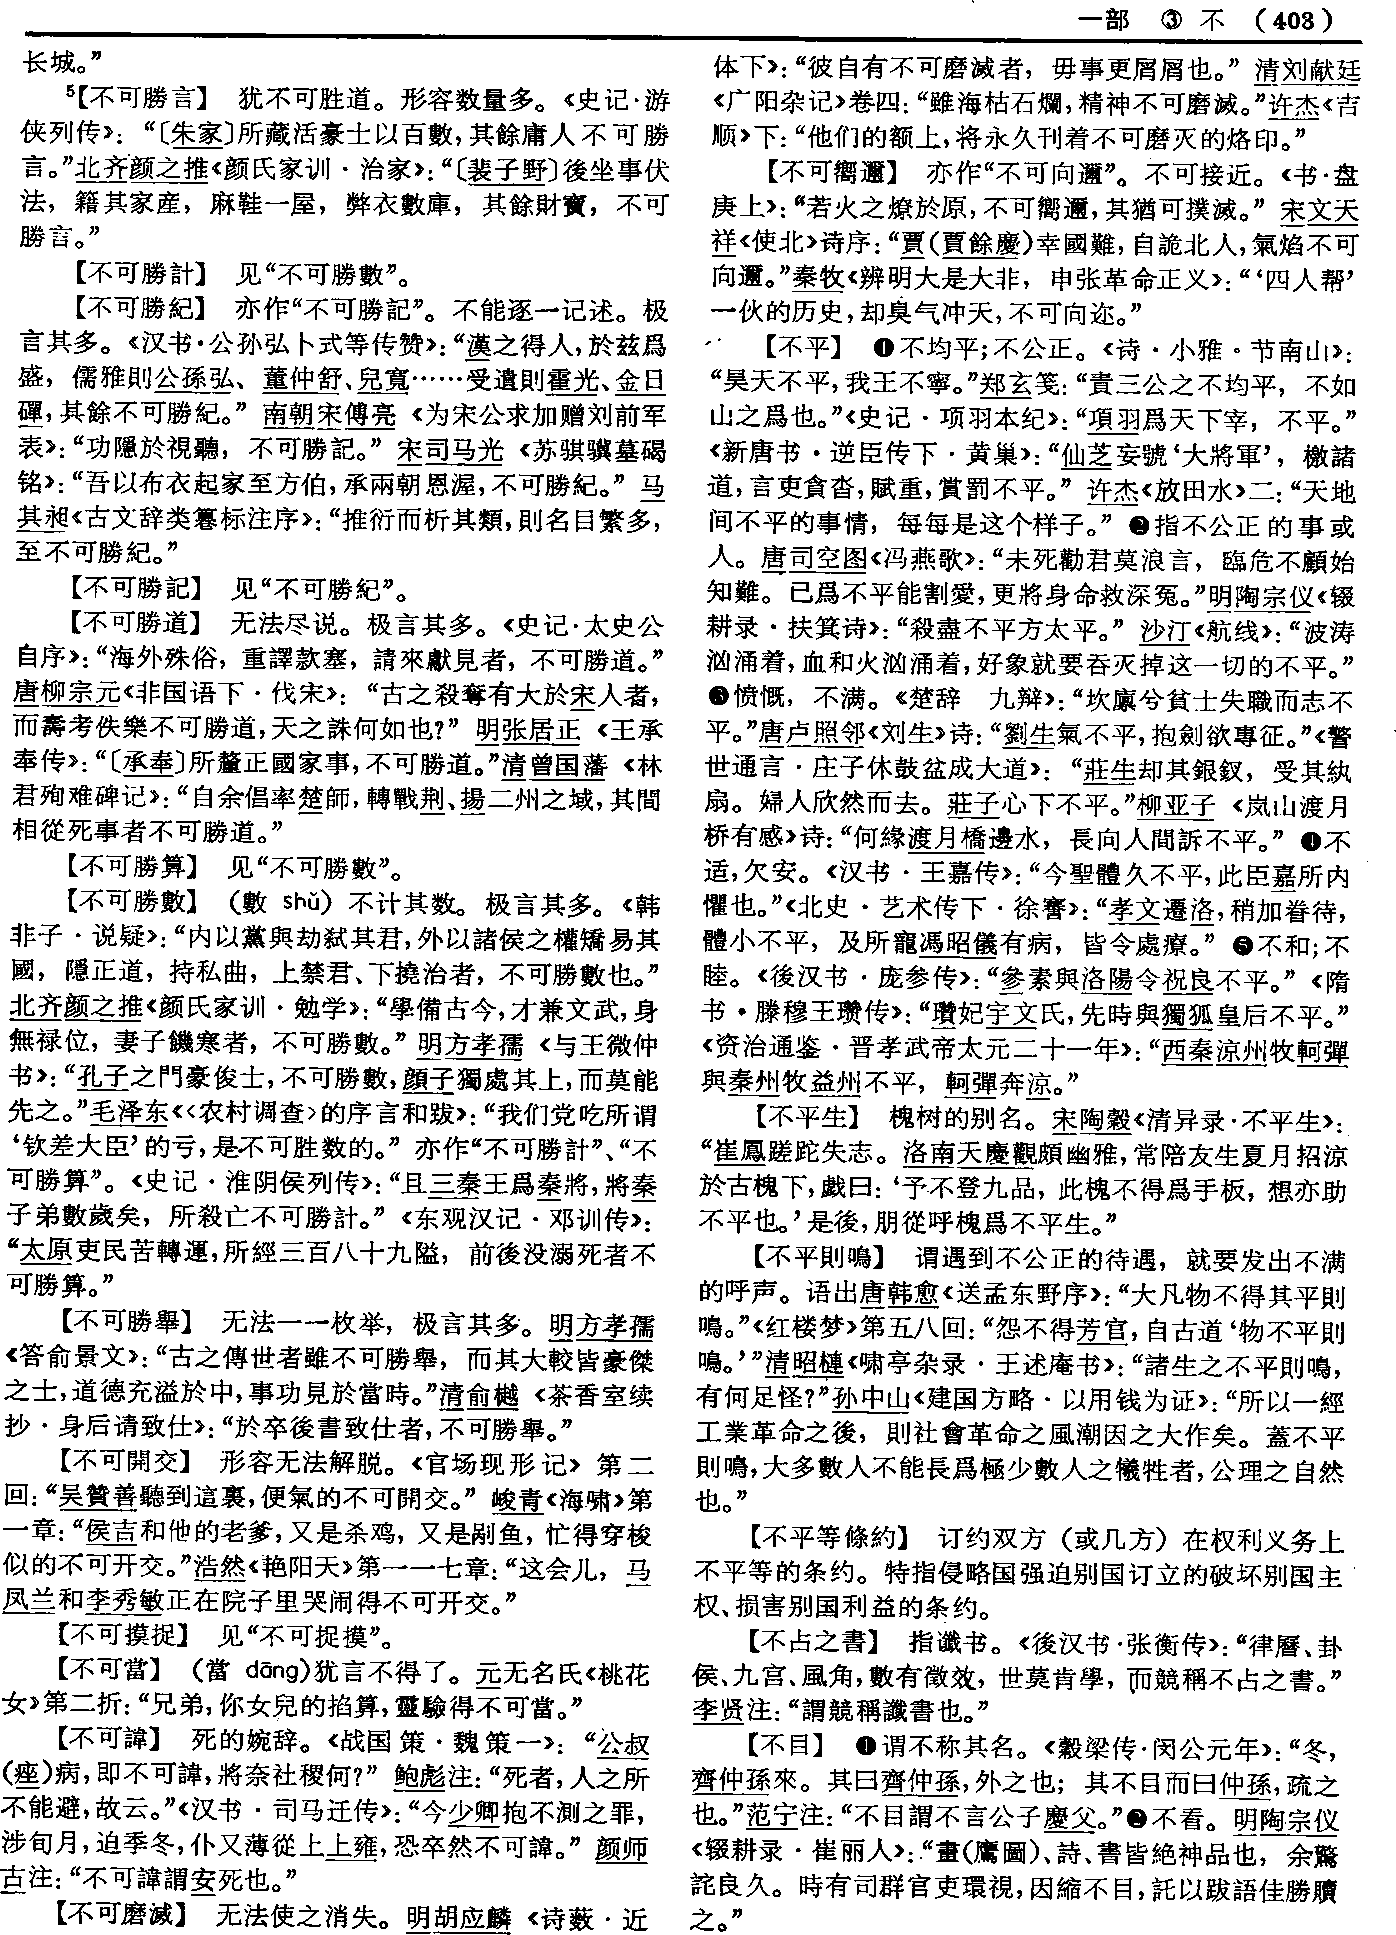 一部 ③ 不 （403）
长城。”
⁵【不可勝言】 犹不可胜道。形容数量多。《史记·游
侠列传》：“〔朱家〕所藏活豪士以百數，其餘庸人不可勝
言。”北齐颜之推《颜氏家训·治家》：“〔裴子野〕後坐事伏
法，籍其家産，麻鞋一屋，弊衣數庫，其餘財寶，不可
勝言。”
【不可勝計】 见“不可勝數”。
【不可勝紀】 亦作“不可勝記”。不能逐一记述。极
言其多。《汉书·公孙弘卜式等传赞》：“漢之得人，於兹爲
盛，儒雅則公孫弘、董仲舒、兒寬……受遺則霍光、金日
磾，其餘不可勝紀。”南朝宋傅亮《为宋公求加赠刘前军
表》：“功隱於視聽，不可勝記。”宋司马光《苏骐骥墓碣
铭》：“吾以布衣起家至方伯，承兩朝恩渥，不可勝紀。”马
其昶《古文辞类篹标注序》：“推衍而析其類，則名目繁多，
至不可勝紀。”
【不可勝記】 见“不可勝紀”。
【不可勝道】 无法尽说。极言其多。《史记·太史公
自序》：“海外殊俗，重譯款塞，請來獻見者，不可勝道。”
唐柳宗元《非国语下·伐宋》：“古之殺奪有大於宋人者，
而壽考佚樂不可勝道，天之誅何如也？”明张居正《王承
奉传》：“〔承奉〕所釐正國家事，不可勝道。”清曾国藩《林
君殉难碑记》：“自余倡率楚師，轉戰荆、揚二州之域，其間
相從死事者不可勝道。”
【不可勝算】 见“不可勝數”。
【不可勝數】 （數 shǔ）不计其数。极言其多。《韩
非子·说疑》：“内以黨與劫弑其君，外以諸侯之權矯易其
國，隱正道，持私曲，上禁君、下撓治者，不可勝數也。”
北齐颜之推《颜氏家训·勉学》：“學備古今，才兼文武，身
無禄位，妻子饑寒者，不可勝數。”明方孝孺《与王微仲
书》：“孔子之門豪俊士，不可勝數，顔子獨處其上，而莫能
先之。”毛泽东《〈农村调查〉的序言和跋》：“我们党吃所谓
‘钦差大臣’的亏，是不可胜数的。”亦作“不可勝計”、“不
可勝算”。《史记·淮阴侯列传》：“且三秦王爲秦將，將秦
子弟數歲矣，所殺亡不可勝計。”《东观汉记·邓训传》：
“太原吏民苦轉運，所經三百八十九隘，前後没溺死者不
可勝算。”
【不可勝舉】 无法一一枚举，极言其多。明方孝孺
《答俞景文》：“古之傳世者雖不可勝舉，而其大較皆豪傑
之士，道德充溢於中，事功見於當時。”清俞樾《茶香室续
抄·身后请致仕》：“於卒後書致仕者，不可勝舉。”
【不可開交】 形容无法解脱。《官场现形记》第二
回：“吴贊善聽到這裏，便氣的不可開交。”峻青《海啸》第
一章：“侯吉和他的老爹，又是杀鸡，又是剐鱼，忙得穿梭
似的不可开交。”浩然《艳阳天》第一一七章：“这会儿，马
凤兰和李秀敏正在院子里哭闹得不可开交。”
【不可摸捉】 见“不可捉摸”。
【不可當】 （當 dāng）犹言不得了。元无名氏《桃花
女》第二折：“兄弟，你女兒的掐算，靈驗得不可當。”
【不可諱】 死的婉辞。《战国策·魏策一》：“公叔
（痤）病，即不可諱，將奈社稷何？”鲍彪注：“死者，人之所
不能避，故云。”《汉书·司马迁传》：“今少卿抱不測之罪，
涉旬月，迫季冬，仆又薄從上上雍，恐卒然不可諱。”颜师
古注：“不可諱謂安死也。”
【不可磨滅】 无法使之消失。明胡应麟《诗薮·近
体下》：“彼自有不可磨滅者，毋事更屑屑也。”清刘献廷
《广阳杂记》卷四：“雖海枯石爛，精神不可磨滅。”许杰《吉
顺》下：“他们的额上，将永久刊着不可磨灭的烙印。”
【不可嚮邇】 亦作“不可向邇”。不可接近。《书·盘
庚上》：“若火之燎於原，不可嚮邇，其猶可撲滅。”宋文天
祥《使北》诗序：“賈（賈餘慶）幸國難，自詭北人，氣焰不可
向邇。”秦牧《辨明大是大非，申张革命正义》：“‘四人帮’
一伙的历史，却臭气冲天，不可向迩。”
【不平】 ❶不均平；不公正。《诗·小雅·节南山》：
“昊天不平，我王不寧。”郑玄笺：“責三公之不均平，不如
山之爲也。”《史记·项羽本纪》：“項羽爲天下宰，不平。”
《新唐书·逆臣传下·黄巢》：“仙芝妄號‘大將軍’，檄諸
道，言吏貪沓，賦重，賞罰不平。”许杰《放田水》二：“天地
间不平的事情，每每是这个样子。”❷指不公正的事或
人。唐司空图《冯燕歌》：“未死勸君莫浪言，臨危不顧始
知難。已爲不平能割愛，更將身命救深冤。”明陶宗仪《辍
耕录·扶箕诗》：“殺盡不平方太平。”沙汀《航线》：“波涛
汹涌着，血和火汹涌着，好象就要吞灭掉这一切的不平。”
❸愤慨，不满。《楚辞 九辩》：“坎廪兮貧士失職而志不
平。”唐卢照邻《刘生》诗：“劉生氣不平，抱劍欲專征。”《警
世通言·庄子休鼓盆成大道》：“莊生却其銀釵，受其紈
扇。婦人欣然而去。莊子心下不平。”柳亚子《岚山渡月
桥有感》诗：“何緣渡月橋邊水，長向人間訴不平。”❹不
适，欠安。《汉书·王嘉传》：“今聖體久不平，此臣嘉所内
懼也。”《北史·艺术传下·徐謇》：“孝文遷洛，稍加眷待，
體小不平，及所寵馮昭儀有病，皆令處療。”❺不和；不
睦。《後汉书·庞参传》：“參素與洛陽令祝良不平。”《隋
书·滕穆王瓒传》：“瓚妃宇文氏，先時與獨狐皇后不平。”
《资治通鉴·晋孝武帝太元二十一年》：“西秦涼州牧軻彈
與秦州牧益州不平，軻彈奔涼。”
【不平生】 槐树的别名。宋陶穀《清异录·不平生》：
“崔鳳蹉跎失志。洛南天慶觀頗幽雅，常陪友生夏月招涼
於古槐下，戲曰：‘予不登九品，此槐不得爲手板，想亦助
不平也。’是後，朋從呼槐爲不平生。”
【不平則鳴】 谓遇到不公正的待遇，就要发出不满
的呼声。语出唐韩愈《送孟东野序》：“大凡物不得其平則
鳴。”《红楼梦》第五八回：“怨不得芳官，自古道‘物不平則
鳴。’”清昭槤《啸亭杂录·王述庵书》：“諸生之不平則鳴，
有何足怪？”孙中山《建国方略·以用钱为证》：“所以一經
工業革命之後，則社會革命之風潮因之大作矣。蓋不平
則鳴，大多數人不能長爲極少數人之犧牲者，公理之自然
也。”
【不平等條約】 订约双方（或几方）在权利义务上
不平等的条约。特指侵略国强迫别国订立的破坏别国主
权、损害别国利益的条约。
【不占之書】 指谶书。《後汉书·张衡传》：“律曆、卦
侯、九宫、風角，數有徵效，世莫肯學，而競稱不占之書。”
李贤注：“謂競稱讖書也。”
【不目】 ❶谓不称其名。《穀梁传·闵公元年》：“冬，
齊仲孫來。其曰齊仲孫，外之也；其不目而曰仲孫，疏之
也。”范宁注：“不目謂不言公子慶父。”❷不看。明陶宗仪
《辍耕录·崔丽人》：“畫（鷹圖）、詩、書皆絶神品也，余驚
詫良久。時有司群官吏環視，因縮不目，託以跋語佳勝贖
之。”